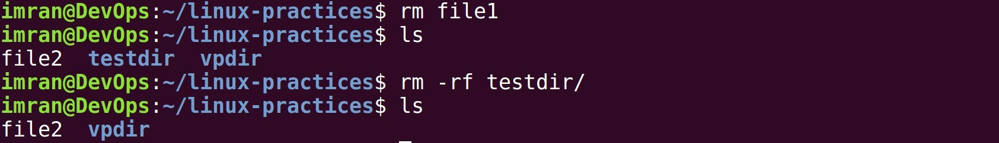 imran@DevOps:~/linux-practices$ rm file1
imran@DevOps:~/linux-practices$ ls
file2  testdir  vpdir
imran@DevOps:~/linux-practices$ rm -rf testdir/
imran@DevOps:~/linux-practices$ ls
file2  vpdir